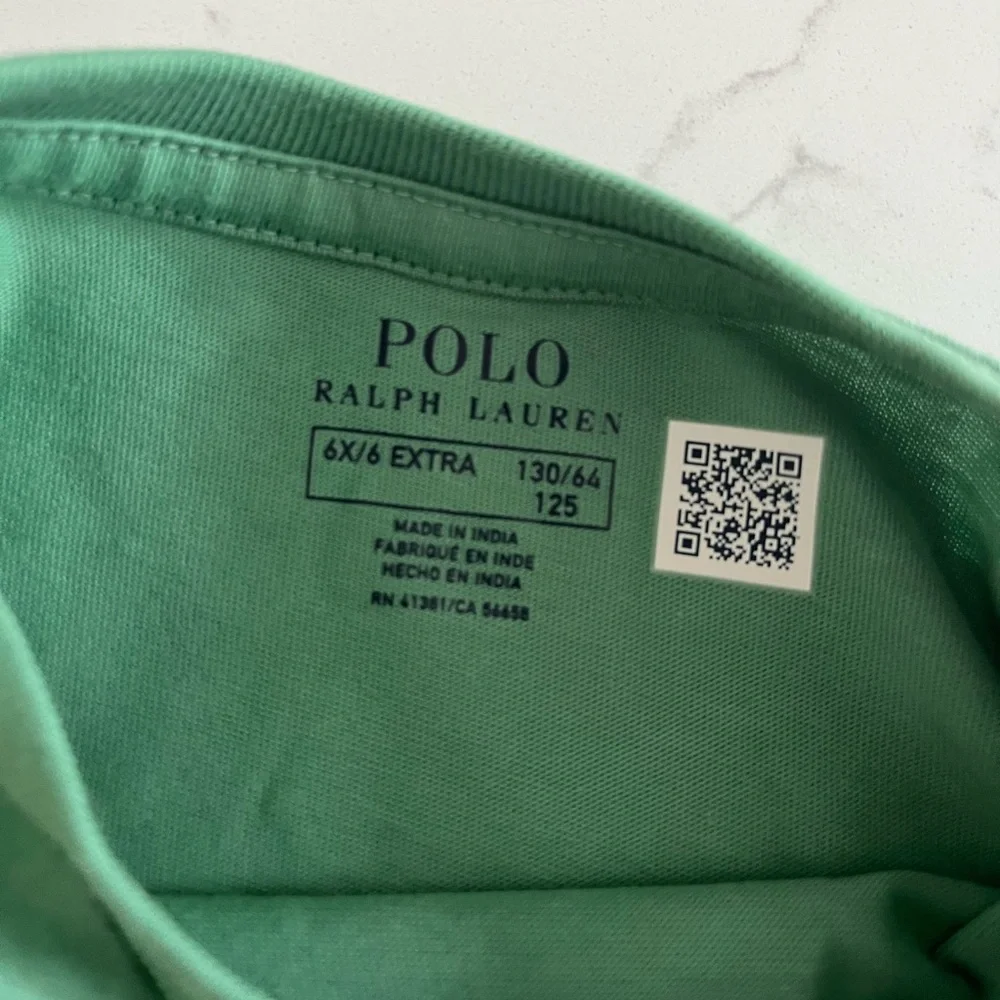 POLO
RALPH LAUREN
6X/6 EXTRA 130/64
125
MADE IN INDIA
FABRIQUÉ EN INDE
HECHO EN INDIA
RN 41381/CA 56658